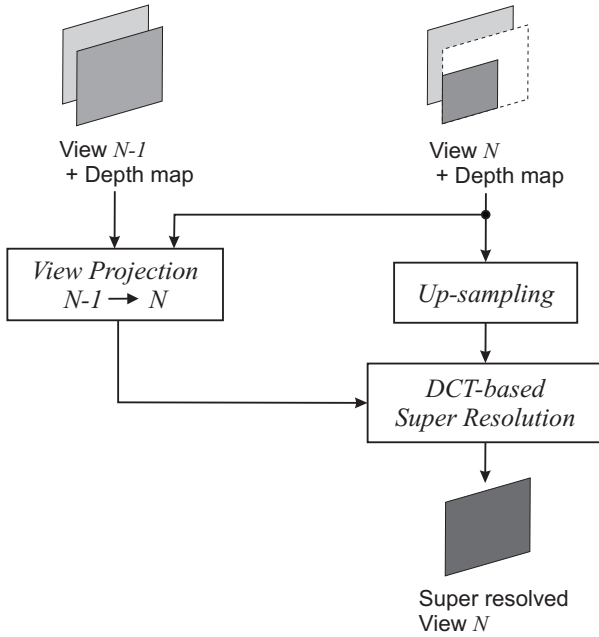 View N-1
+ Depth map
View N
+ Depth map
View Projection
N-1 → N
Up-sampling
DCT-based
Super Resolution
Super resolved
View N